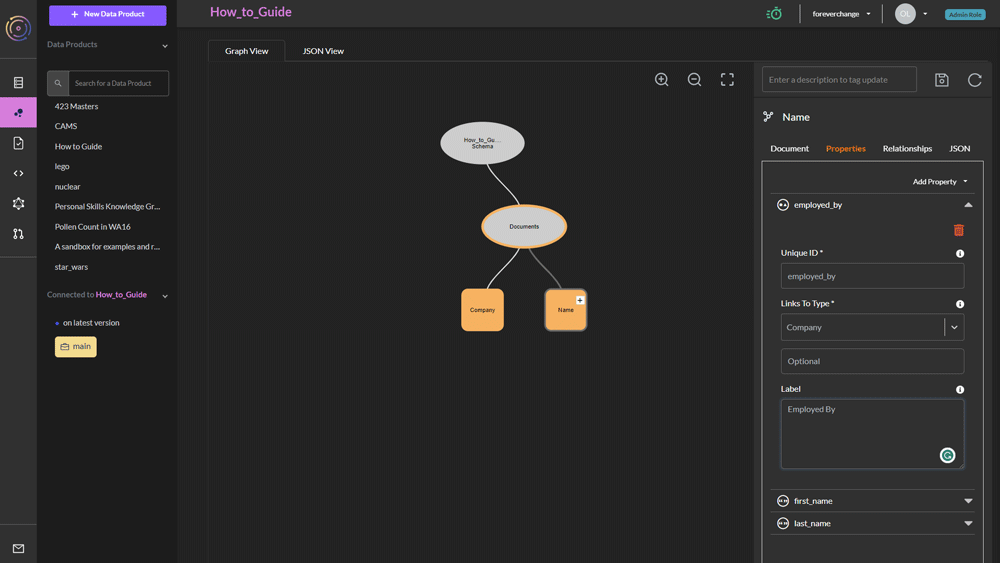 New Data Product
How_to_Guide
foreverchange
OL
Admin Role
Data Products
Search for a Data Product
423 Masters
CAMS
How to Guide
lego
nuclear
Personal Skills Knowledge Gr...
Pollen Count in WA16
A sandbox for examples and r...
star_wars
Connected to How_to_Guide
on latest version
main
Graph View
JSON View
How_to_Gu...
Schema
Documents
Company
Name
Enter a description to tag update
Name
Document
Properties
Relationships
JSON
Add Property
employed_by
Unique ID *
employed_by
Links To Type *
Company
Optional
Label
Employed By
first_name
last_name